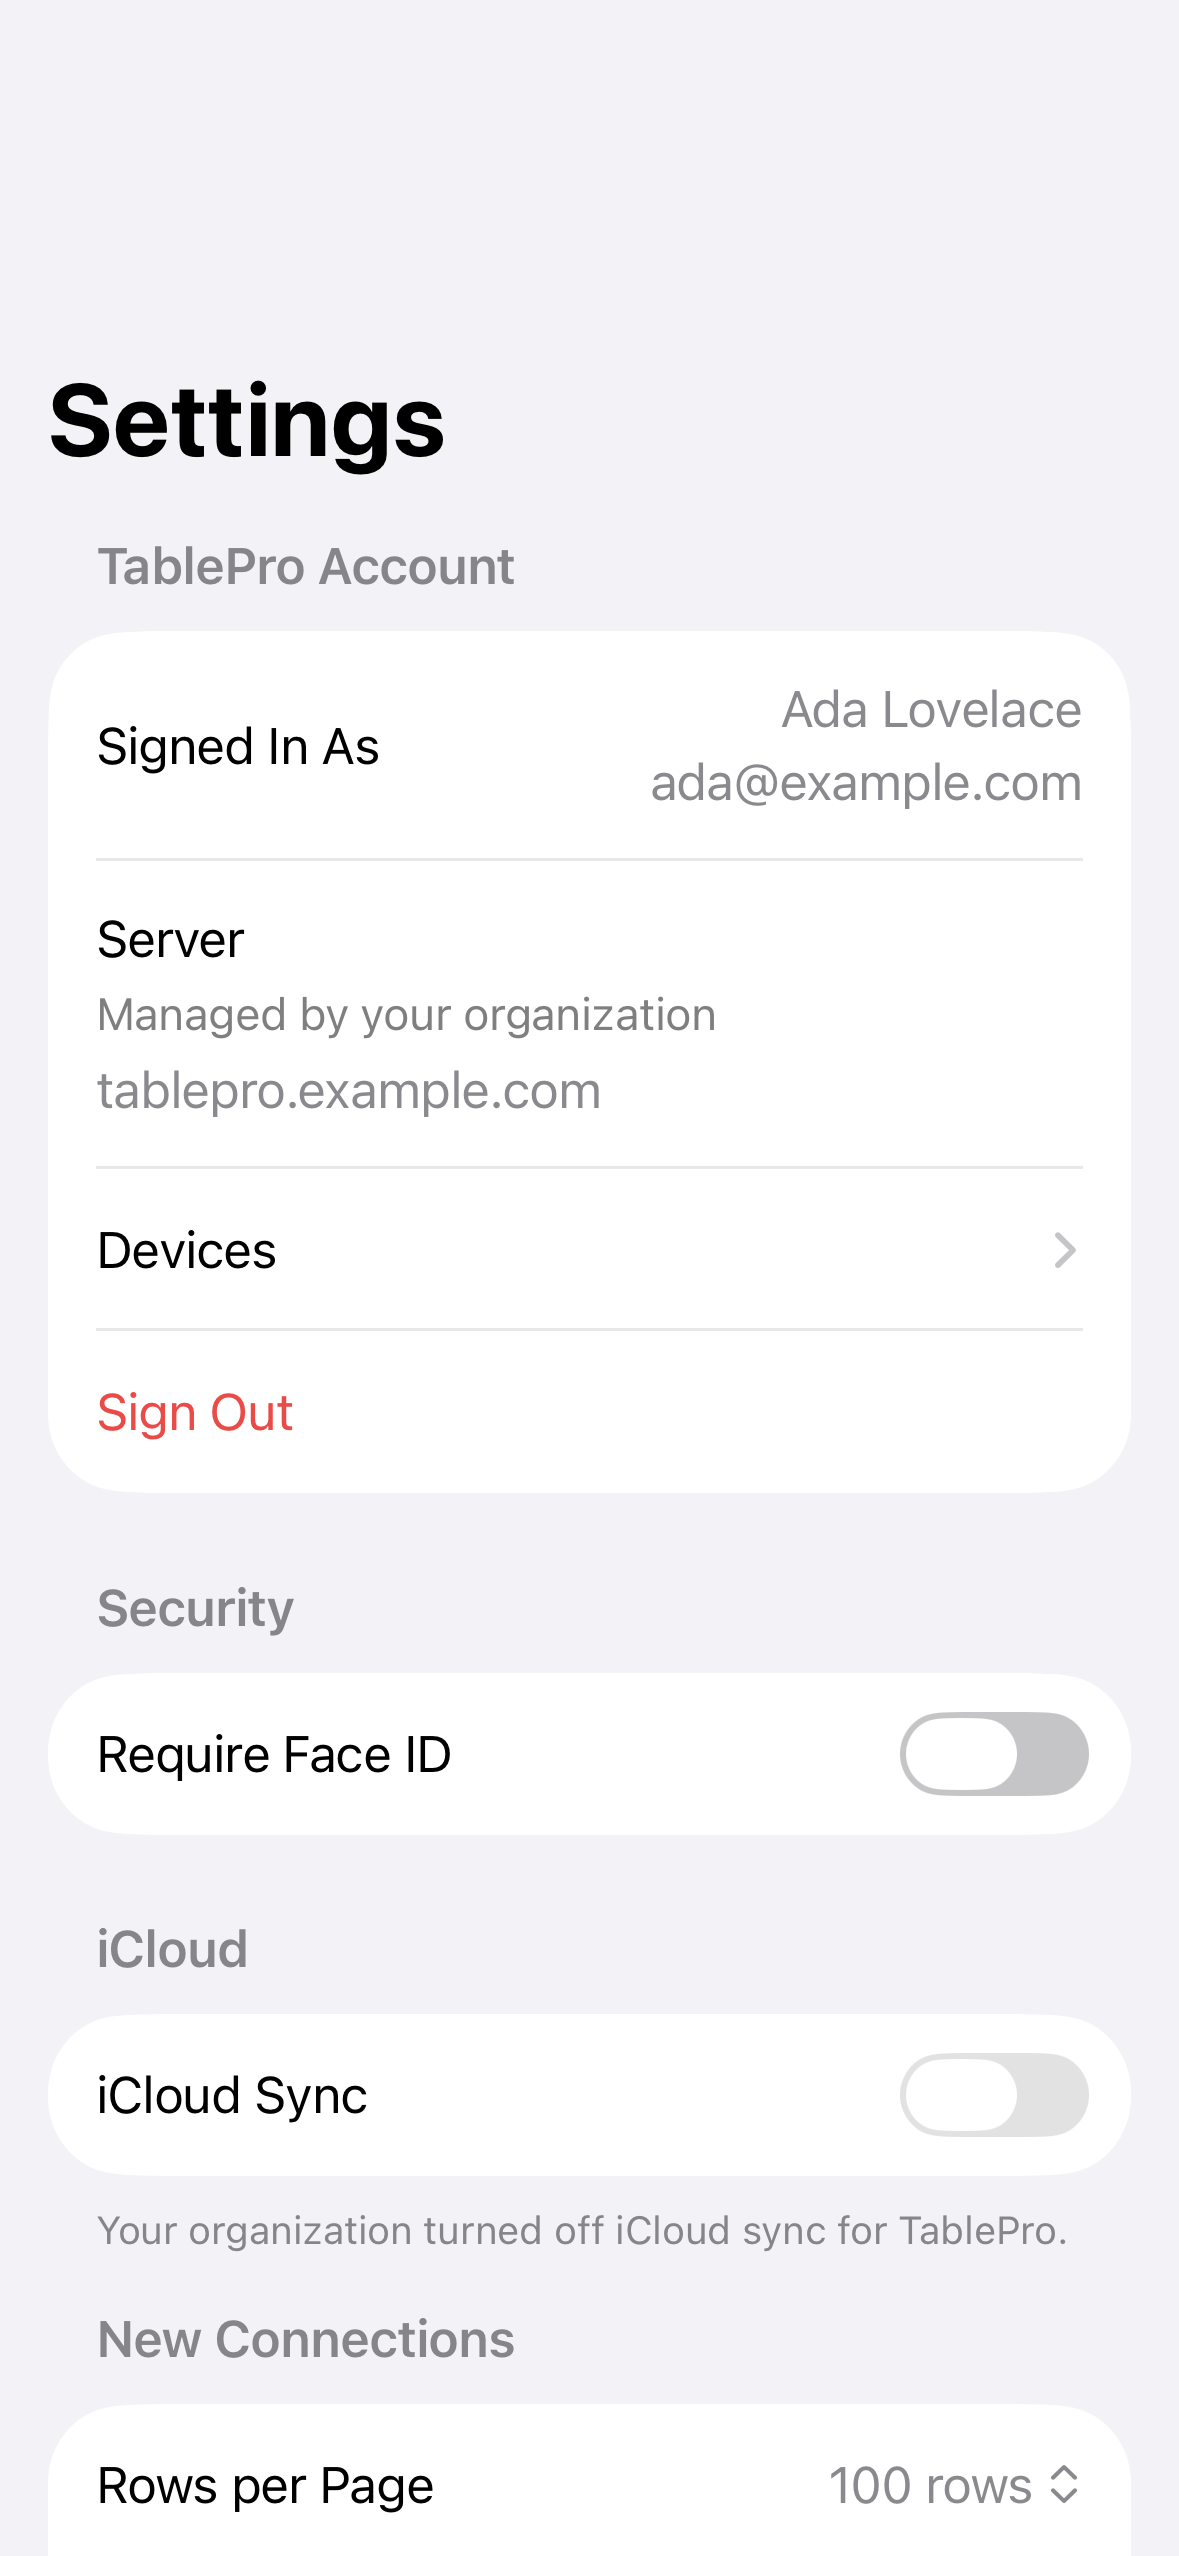 Settings
TablePro Account
Signed In As
Ada Lovelace
ada@example.com
Server
Managed by your organization
tablepro.example.com
Devices
Sign Out
Security
Require Face ID
iCloud
iCloud Sync
Your organization turned off iCloud sync for TablePro.
New Connections
Rows per Page
100 rows